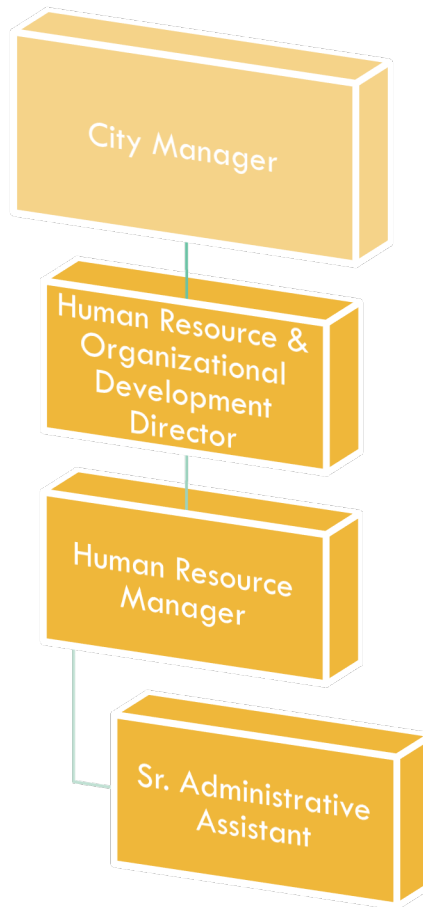 City Manager
Human Resource &
Organizational
Development
Director
Human Resource
Manager
Sr. Administrative
Assistant